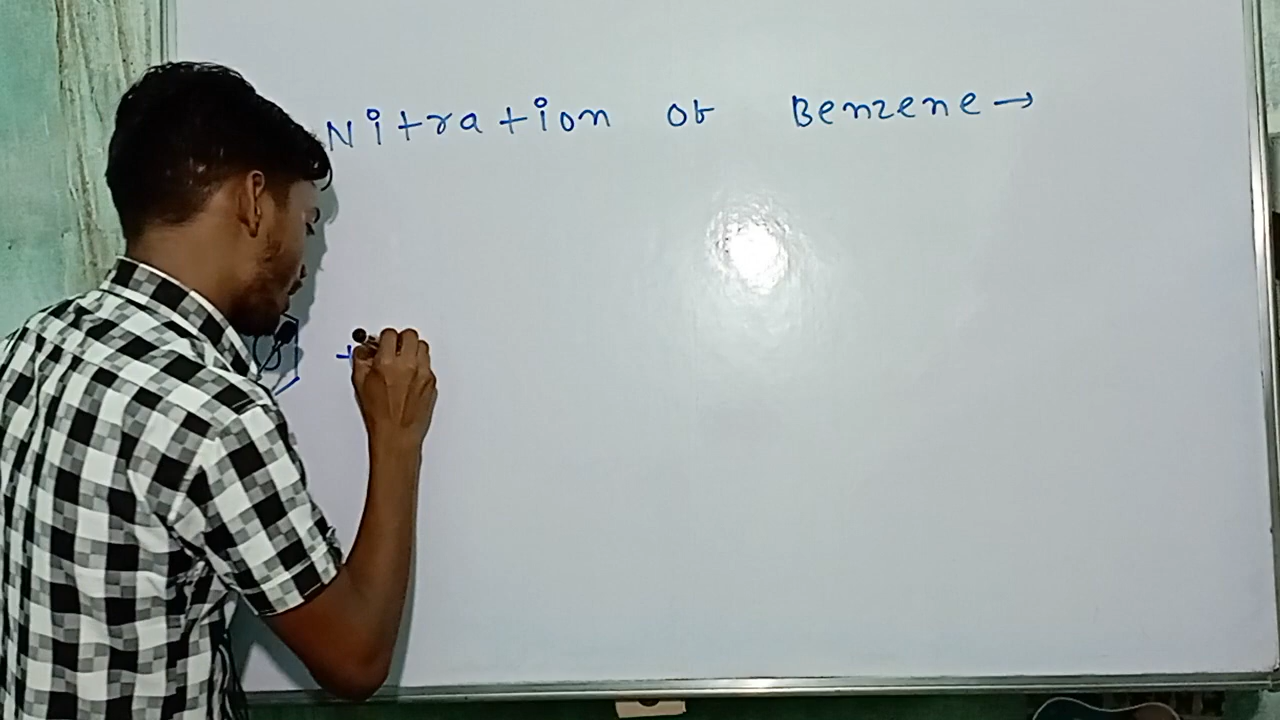 Nitration of Benzene →
+